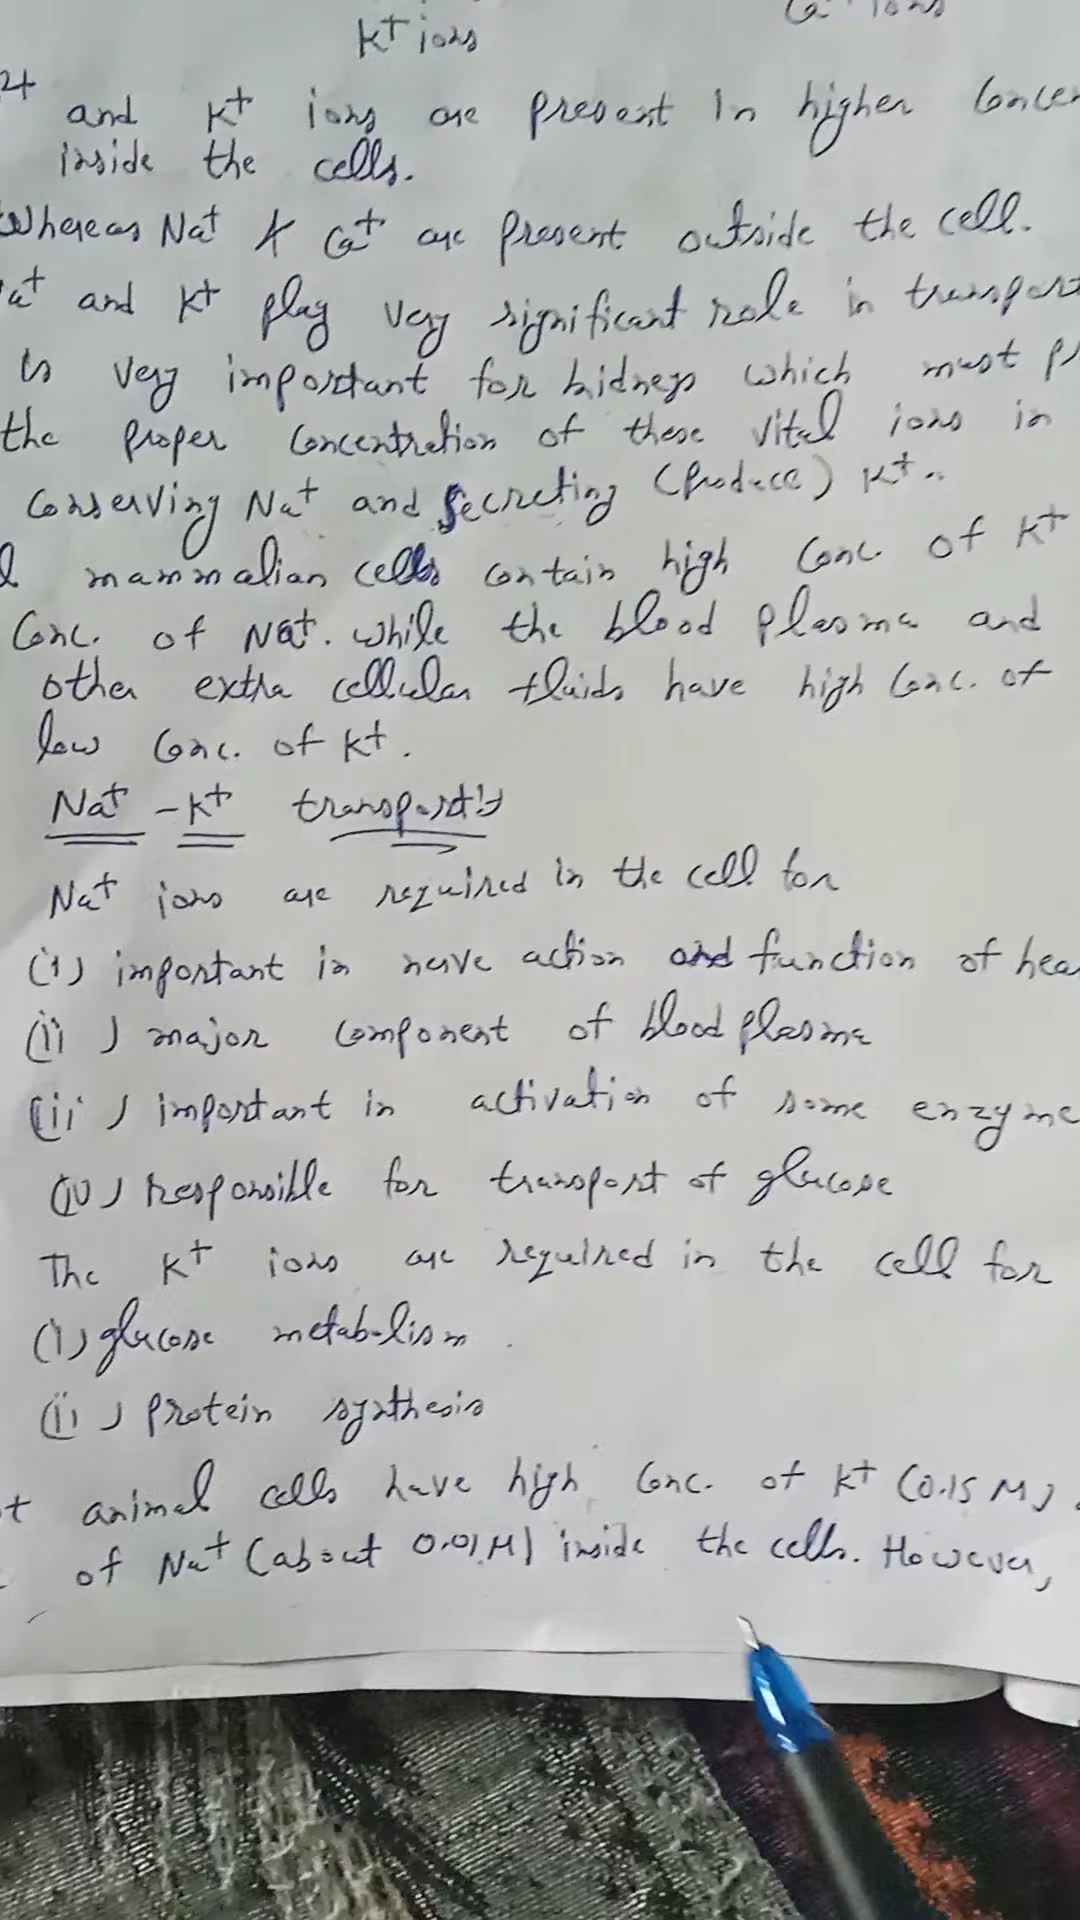 K+ ions
2+ and K+ ions are present in higher Concen
inside the cells.
Whereas Na+ & Ca+ are Present outside the cell.
Na+ and K+ play very significant role in transport
is very important for kidneys which must pr
the proper Concentration of these vital ions in
Conserving Na+ and Secreting (Produce) K+.
mammalian cells contain high Conc. of K+
Conc. of Na+. while the blood plasma and
other extra cellular fluids have high Conc. of
low Conc. of K+.
Na+ - K+ transport:-
Na+ ions are required in the cell for
(i) important in nerve action and function of hea
(ii) major component of blood plasma
(iii) important in activation of some enzyme
(iv) responsible for transport of glucose
The K+ ions are required in the cell for
(i) glucose metabolism.
(ii) protein synthesis
animal cells have high Conc. of K+ (0.15 M)
of Na+ (about 0.01M) inside the cells. However,